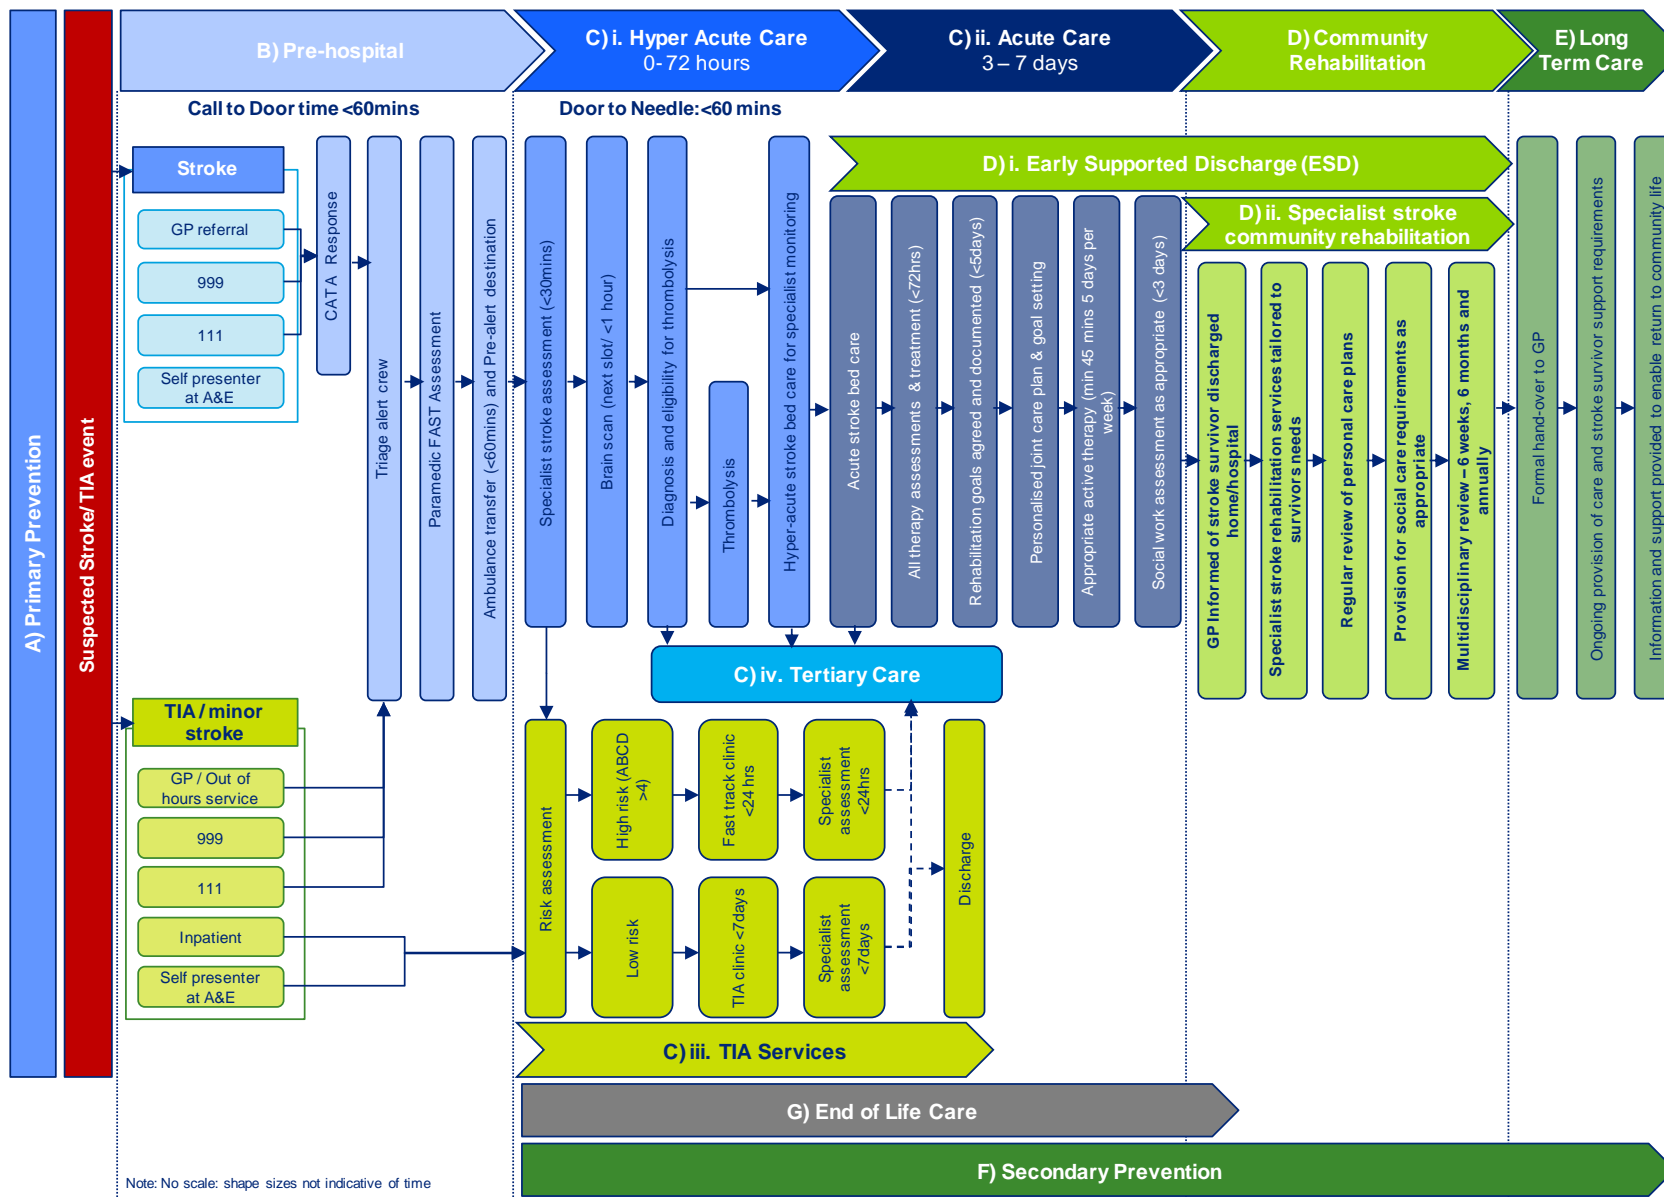 A) Primary Prevention
Suspected Stroke/ TIA event
B) Pre-hospital
C) i. Hyper Acute Care
0- 72 hours
C) ii. Acute Care
3 – 7 days
D) Community
Rehabilitation
E) Long
Term Care
Call to Door time <60mins
Door to Needle: <60 mins
Stroke
GP referral
999
111
Self presenter
at A&E
CATA Response
Triage alert crew
Paramedic FAST Assessment
Ambulance transfer (<60mins) and Pre-alert destination
Specialist stroke assessment (<30mins)
Brain scan (next slot/ <1 hour)
Diagnosis and eligibility for thrombolysis
Thrombolysis
Hyper-acute stroke bed care for specialist monitoring
D) i. Early Supported Discharge (ESD)
Acute stroke bed care
All therapy assessments & treatment (<72hrs)
Rehabilitation goals agreed and documented (<5days)
Personalised joint care plan & goal setting
Appropriate active therapy (min 45 mins 5 days per
week)
Social work assessment as appropriate (<3 days)
D) ii. Specialist stroke
community rehabilitation
GP Informed of stroke survivor discharged
home/hospital
Specialist stroke rehabilitation services tailored to
survivors needs
Regular review of personal care plans
Provision for social care requirements as
appropriate
Multidisciplinary review – 6 weeks, 6 months and
annually
Formal hand-over to GP
Ongoing provision of care and stroke survivor support requirements
Information and support provided to enable return to community life
C) iv. Tertiary Care
TIA / minor
stroke
GP / Out of
hours service
999
111
Inpatient
Self presenter
at A&E
Risk assessment
High risk (ABCD
>4)
Fast track clinic
<24 hrs
Specialist
assessment
<24hrs
Low risk
TIA clinic <7days
Specialist
assessment
<7days
Discharge
C) iii. TIA Services
G) End of Life Care
F) Secondary Prevention
Note: No scale: shape sizes not indicative of time